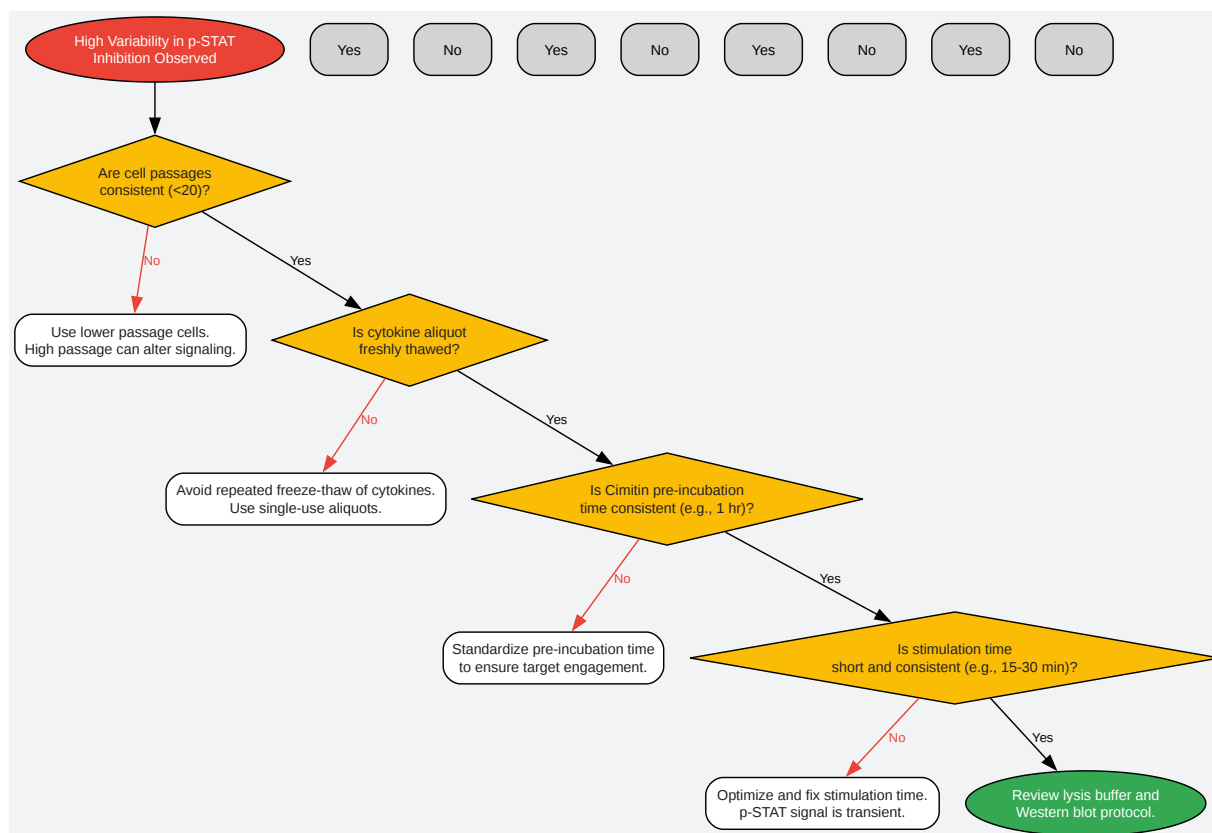 High Variability in p-STAT
Inhibition Observed
Yes
No
Yes
No
Yes
No
Yes
No
Are cell passages
consistent (<20)?
No
Yes
Use lower passage cells.
High passage can alter signaling.
Is cytokine aliquot
freshly thawed?
No
Yes
Avoid repeated freeze-thaw of cytokines.
Use single-use aliquots.
Is Cimitin pre-incubation
time consistent (e.g., 1 hr)?
No
Yes
Standardize pre-incubation time
to ensure target engagement.
Is stimulation time
short and consistent (e.g., 15-30 min)?
No
Yes
Optimize and fix stimulation time.
p-STAT signal is transient.
Review lysis buffer and
Western blot protocol.